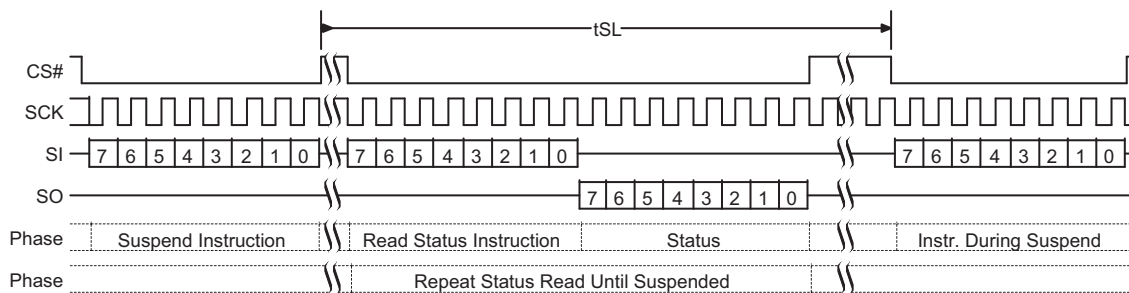 tSL
CS#
SCK
SI 7 6 5 4 3 2 1 0 7 6 5 4 3 2 1 0 7 6 5 4 3 2 1 0
SO 7 6 5 4 3 2 1 0
Phase Suspend Instruction Read Status Instruction Status Instr. During Suspend
Phase Repeat Status Read Until Suspended